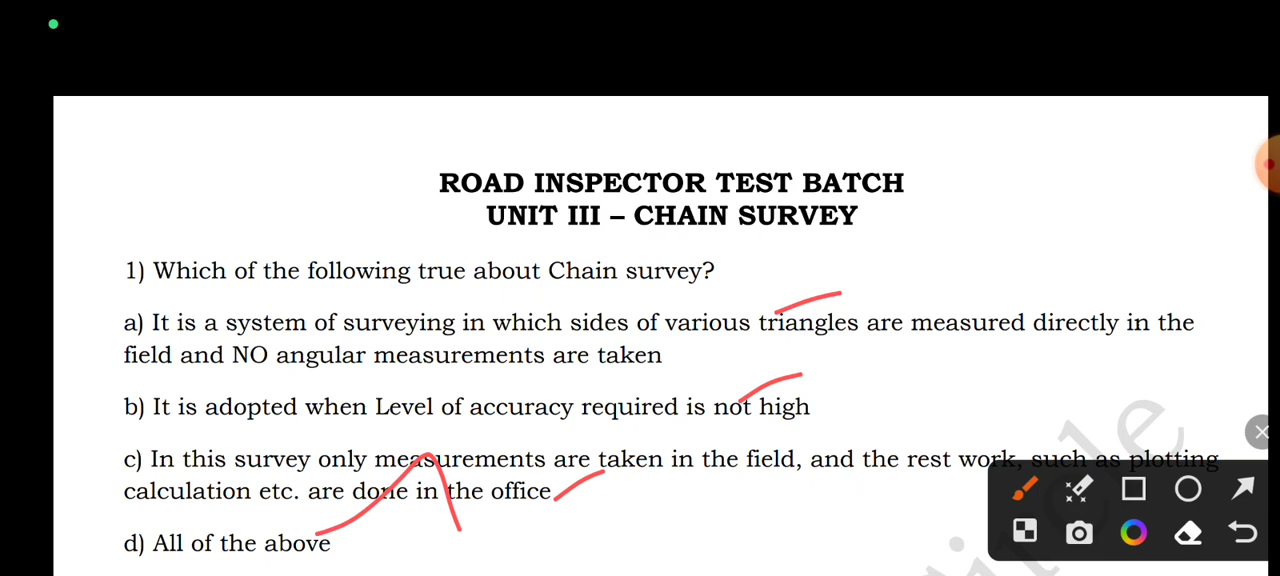 ROAD INSPECTOR TEST BATCH
UNIT III – CHAIN SURVEY
1) Which of the following true about Chain survey?
a) It is a system of surveying in which sides of various triangles are measured directly in the
field and NO angular measurements are taken
b) It is adopted when Level of accuracy required is not high
c) In this survey only measurements are taken in the field, and the rest work, such as plotting
calculation etc. are done in the office
d) All of the above